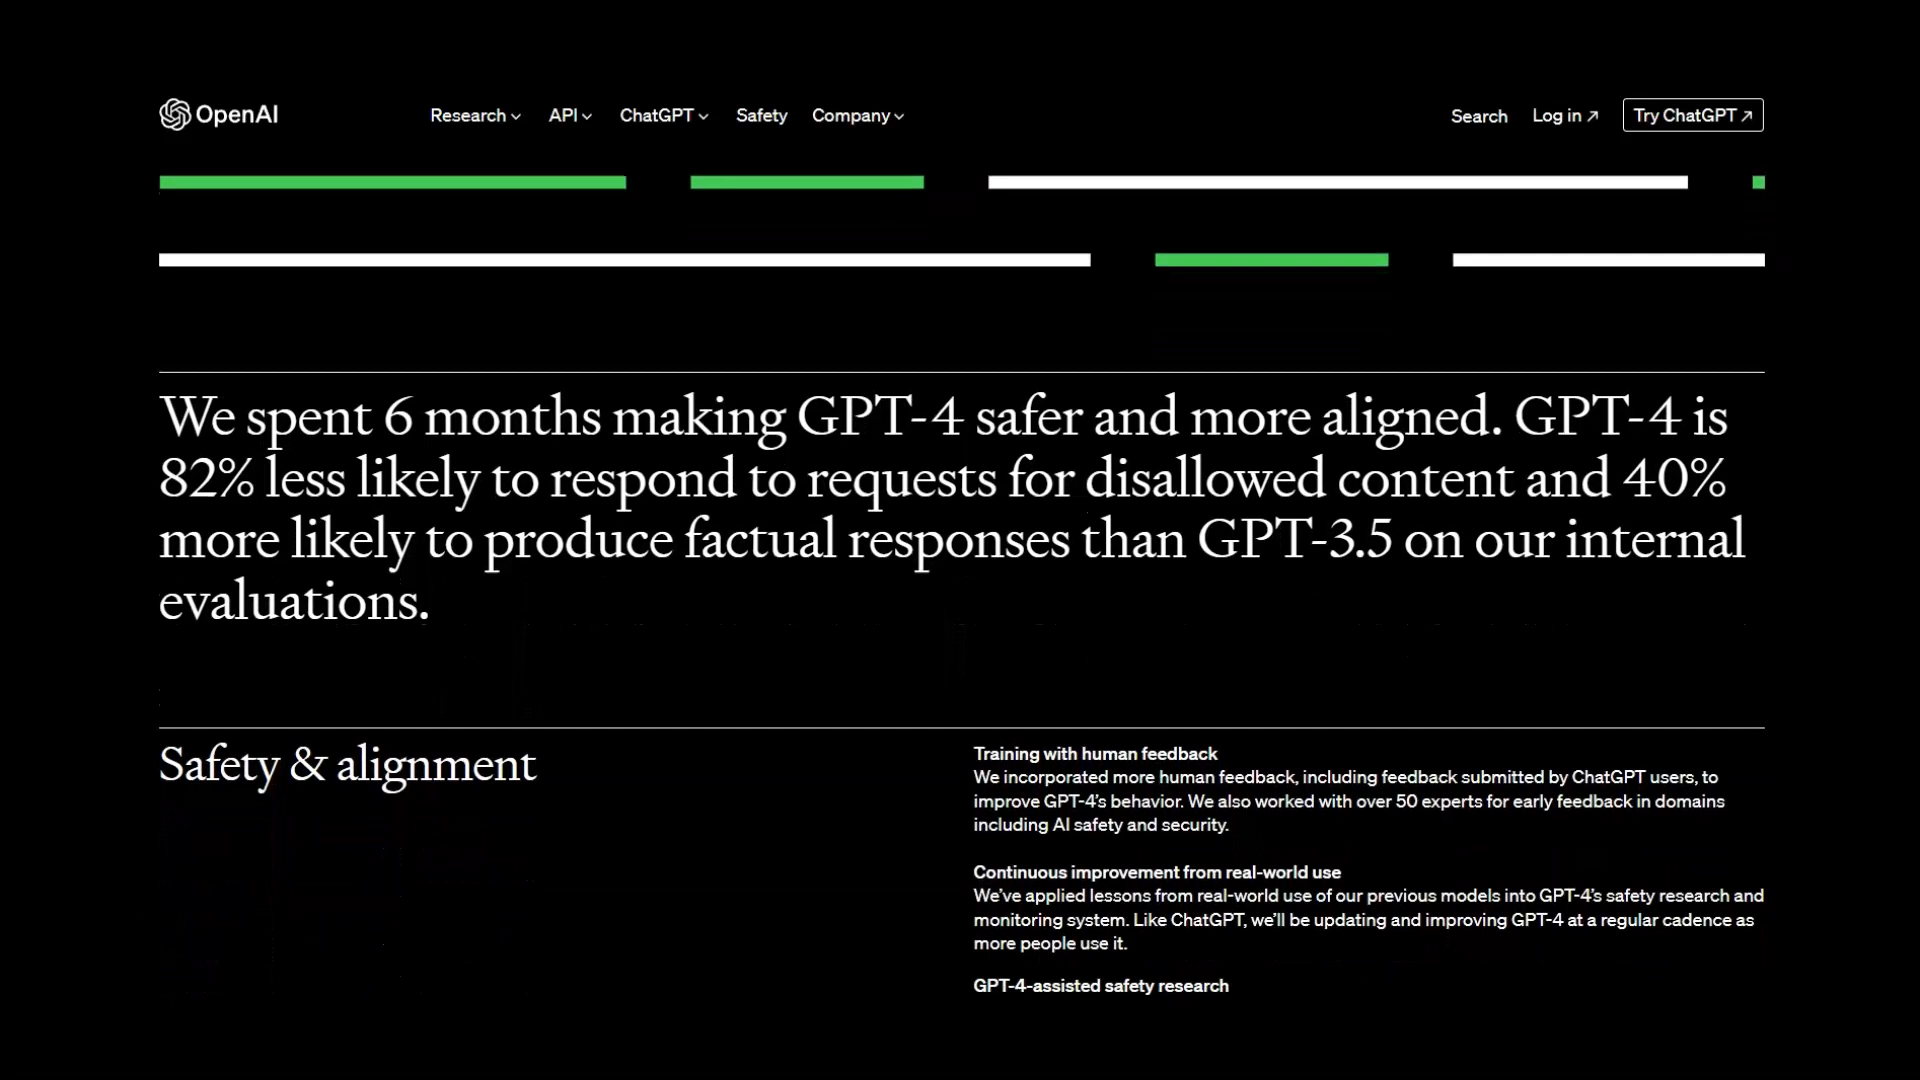 OpenAI
Research
API
ChatGPT
Safety
Company
Search
Log in ↗
Try ChatGPT ↗
We spent 6 months making GPT-4 safer and more aligned. GPT-4 is
82% less likely to respond to requests for disallowed content and 40%
more likely to produce factual responses than GPT-3.5 on our internal
evaluations.
Safety & alignment
Training with human feedback
We incorporated more human feedback, including feedback submitted by ChatGPT users, to
improve GPT-4’s behavior. We also worked with over 50 experts for early feedback in domains
including AI safety and security.
Continuous improvement from real-world use
We’ve applied lessons from real-world use of our previous models into GPT-4’s safety research and
monitoring system. Like ChatGPT, we’ll be updating and improving GPT-4 at a regular cadence as
more people use it.
GPT-4-assisted safety research